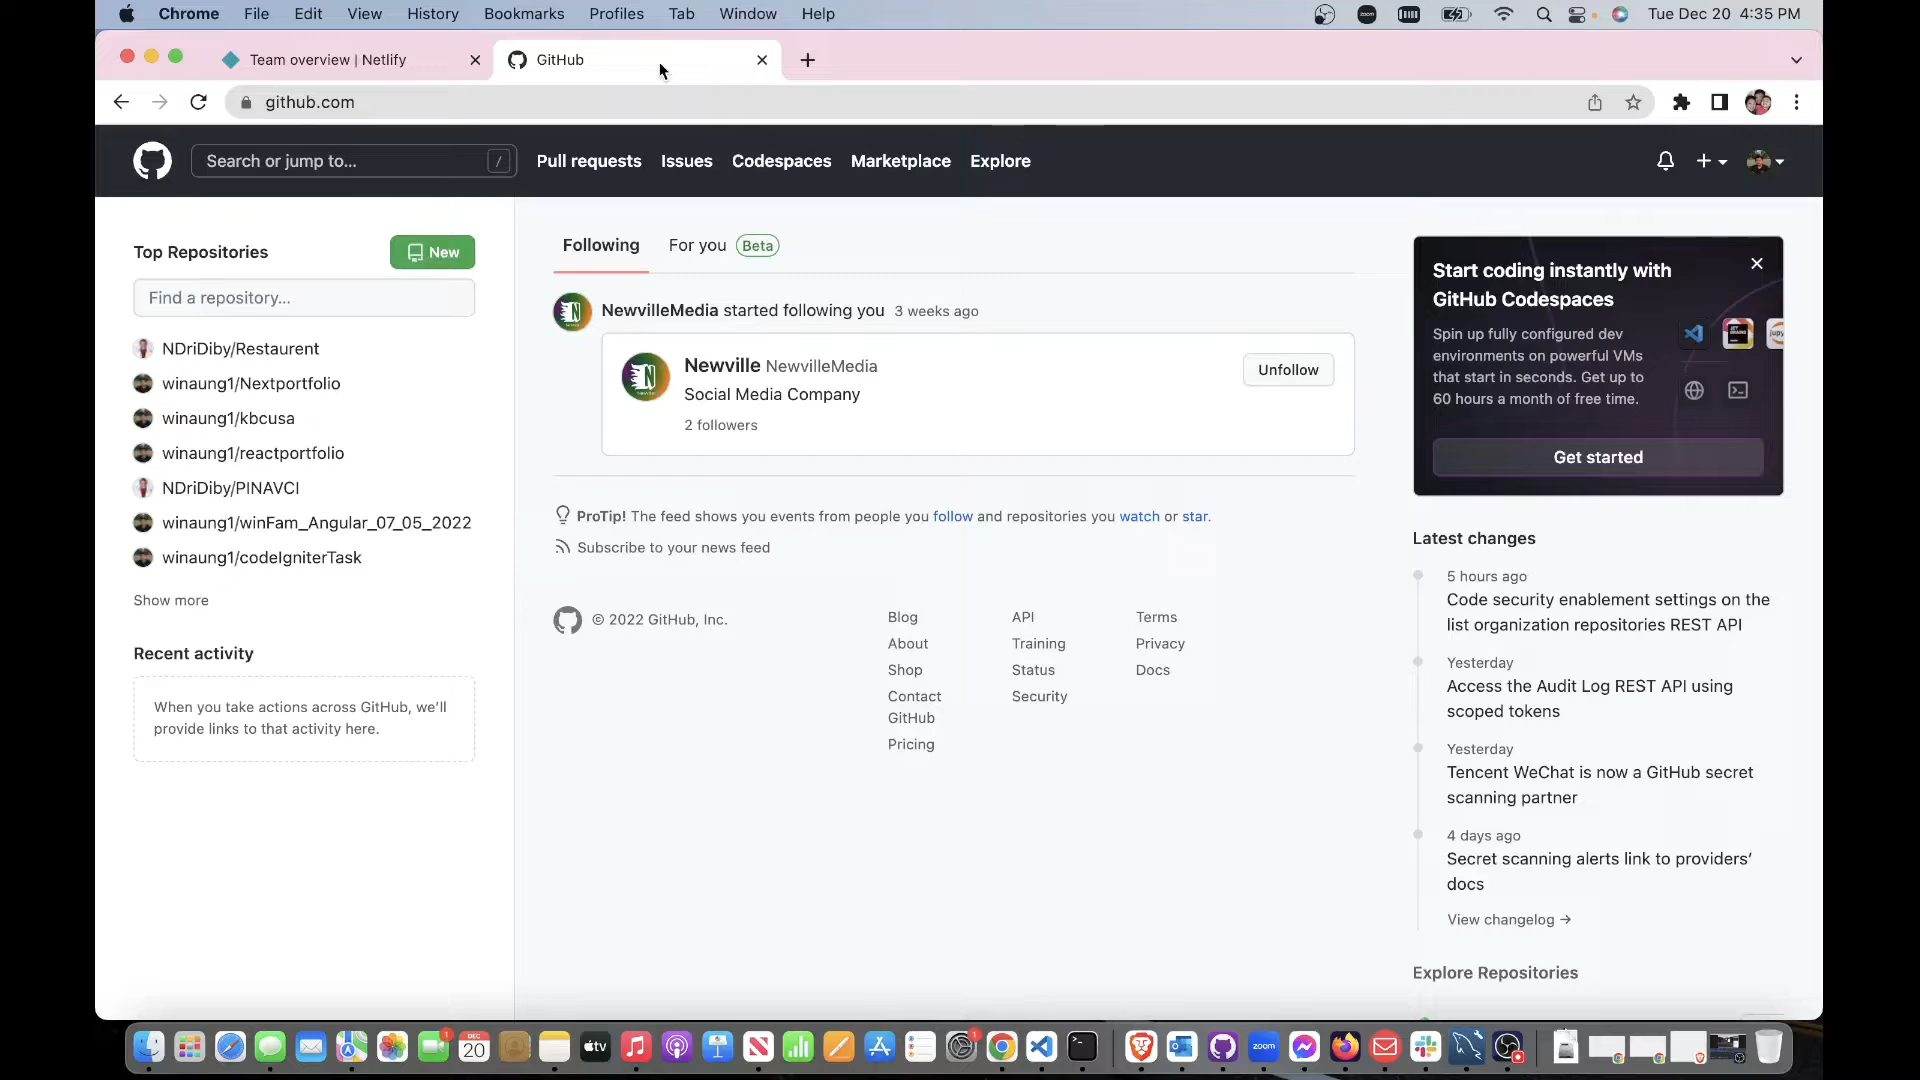 Chrome File Edit View History Bookmarks Profiles Tab Window Help
zoom
Tue Dec 20 4:35 PM
Team overview | Netlify
GitHub
github.com
Search or jump to... /
Pull requests Issues Codespaces Marketplace Explore
Top Repositories
New
Find a repository...
NDriDiby/Restaurent
winaung1/Nextportfolio
winaung1/kbcusa
winaung1/reactportfolio
NDriDiby/PINAVCI
winaung1/winFam_Angular_07_05_2022
winaung1/codeIgniterTask
Show more
Recent activity
When you take actions across GitHub, we'll
provide links to that activity here.
Following For you Beta
NewvilleMedia started following you 3 weeks ago
Newville NewvilleMedia
Social Media Company
2 followers
Unfollow
ProTip! The feed shows you events from people you follow and repositories you watch or star.
Subscribe to your news feed
© 2022 GitHub, Inc.
Blog
About
Shop
Contact
GitHub
Pricing
API
Training
Status
Security
Terms
Privacy
Docs
Start coding instantly with
GitHub Codespaces
Spin up fully configured dev
environments on powerful VMs
that start in seconds. Get up to
60 hours a month of free time.
Get started
Latest changes
5 hours ago
Code security enablement settings on the
list organization repositories REST API
Yesterday
Access the Audit Log REST API using
scoped tokens
Yesterday
Tencent WeChat is now a GitHub secret
scanning partner
4 days ago
Secret scanning alerts link to providers'
docs
View changelog →
Explore Repositories
1
DEC
20
tv
1
zoom